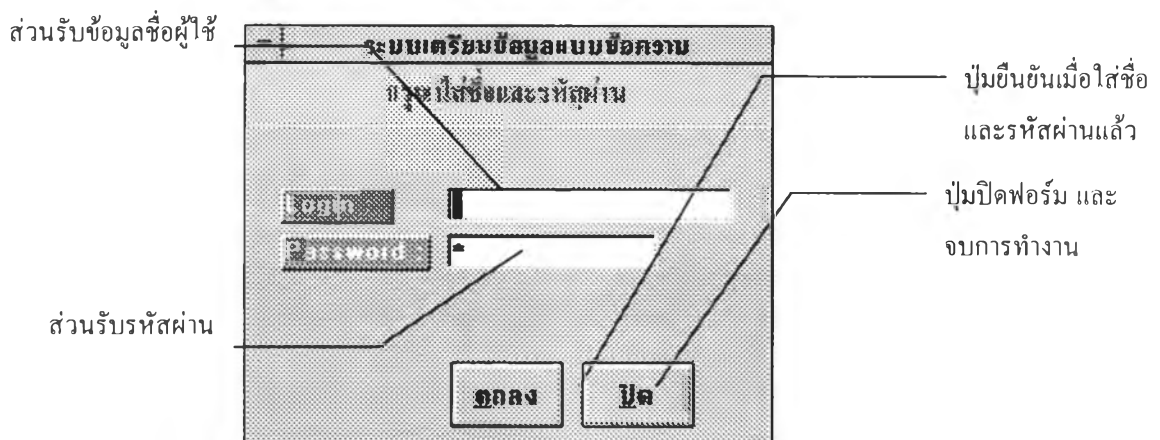 ส่วนรับข้อมูลชื่อผู้ใช้
ระบบเตรียมข้อมูลแบบข้อความ
กรุณาใส่ชื่อและรหัสผ่าน
ปุ่มยืนยันเมื่อใส่ชื่อ
และรหัสผ่านแล้ว
Login
ปุ่มปิดฟอร์ม และ
จบการทำงาน
Password : *
ส่วนรับรหัสผ่าน
ตกลง
ปิด